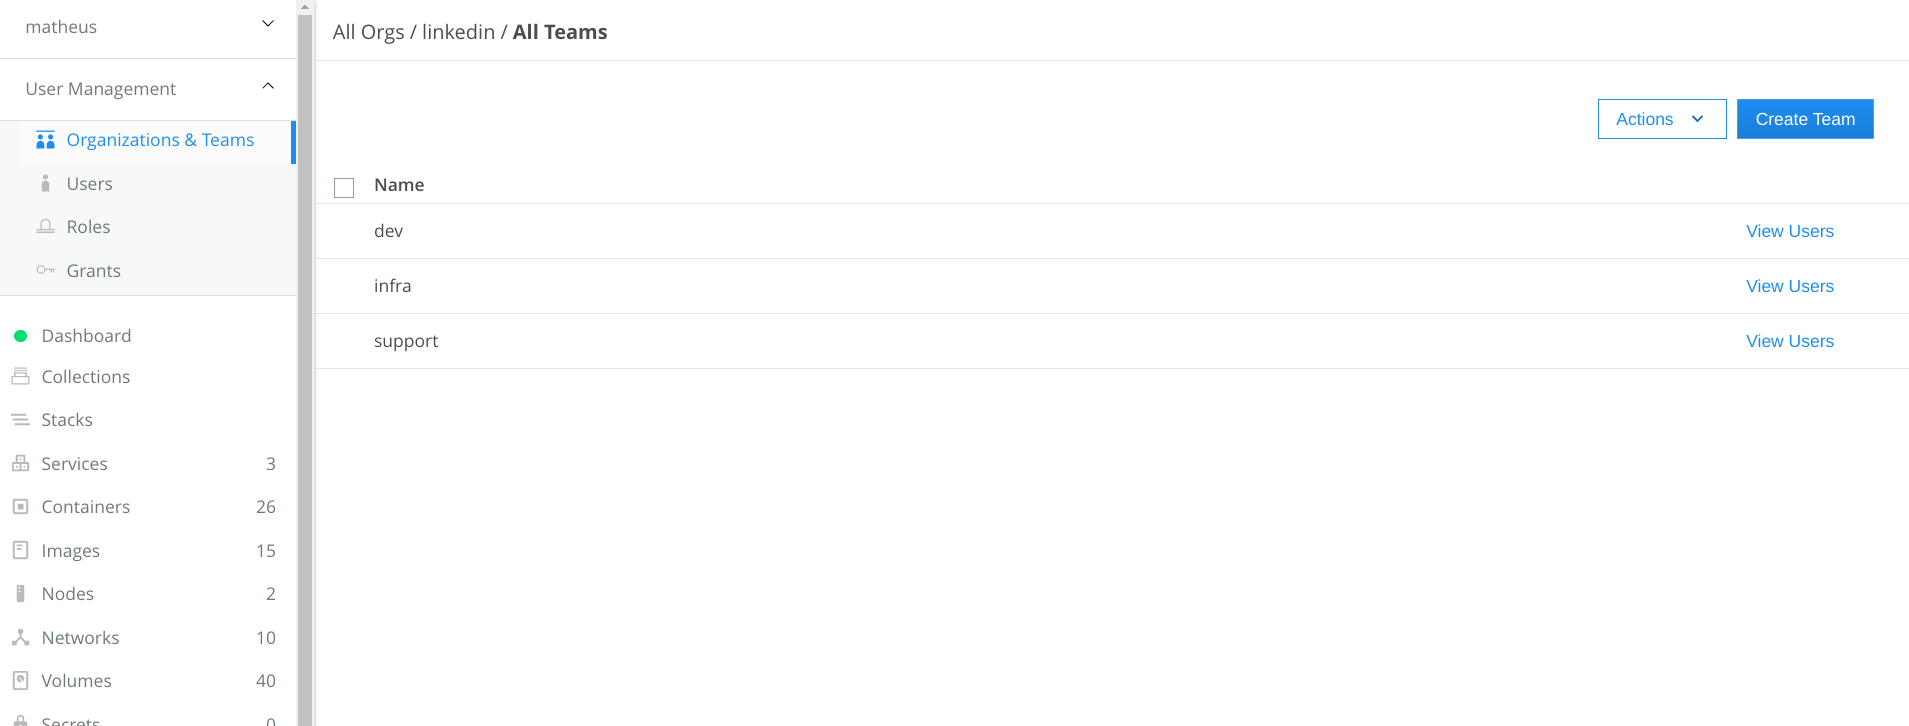 matheus
User Management
Organizations & Teams
Users
Roles
Grants
Dashboard
Collections
Stacks
Services 3
Containers 26
Images 15
Nodes 2
Networks 10
Volumes 40
Secrets 0
All Orgs / linkedin / All Teams
Actions Create Team
Name
dev View Users
infra View Users
support View Users